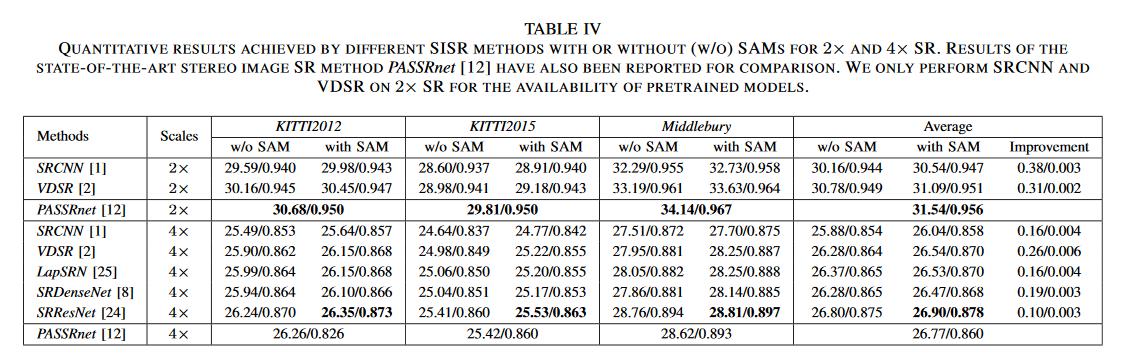 TABLE IV
QUANTITATIVE RESULTS ACHIEVED BY DIFFERENT SISR METHODS WITH OR WITHOUT (W/O) SAMS FOR 2× AND 4× SR. RESULTS OF THE
STATE-OF-THE-ART STEREO IMAGE SR METHOD PASSRnet [12] HAVE ALSO BEEN REPORTED FOR COMPARISON. WE ONLY PERFORM SRCNN AND
VDSR ON 2× SR FOR THE AVAILABILITY OF PRETRAINED MODELS.
Methods Scales KITTI2012 KITTI2015 Middlebury Average
w/o SAM with SAM w/o SAM with SAM w/o SAM with SAM w/o SAM with SAM Improvement
SRCNN [1] 2× 29.59/0.940 29.98/0.943 28.60/0.937 28.91/0.940 32.29/0.955 32.73/0.958 30.16/0.944 30.54/0.947 0.38/0.003
VDSR [2] 2× 30.16/0.945 30.45/0.947 28.98/0.941 29.18/0.943 33.19/0.961 33.63/0.964 30.78/0.949 31.09/0.951 0.31/0.002
PASSRnet [12] 2× 30.68/0.950 29.81/0.950 34.14/0.967 31.54/0.956
SRCNN [1] 4× 25.49/0.853 25.64/0.857 24.64/0.837 24.77/0.842 27.51/0.872 27.70/0.875 25.88/0.854 26.04/0.858 0.16/0.004
VDSR [2] 4× 25.90/0.862 26.15/0.868 24.98/0.849 25.22/0.855 27.95/0.881 28.25/0.887 26.28/0.864 26.54/0.870 0.26/0.006
LapSRN [25] 4× 25.99/0.864 26.15/0.868 25.06/0.850 25.20/0.855 28.05/0.882 28.25/0.888 26.37/0.865 26.53/0.870 0.16/0.004
SRDenseNet [8] 4× 25.94/0.864 26.10/0.866 25.04/0.851 25.17/0.853 27.86/0.881 28.14/0.885 26.28/0.865 26.47/0.868 0.19/0.003
SRResNet [24] 4× 26.24/0.870 26.35/0.873 25.41/0.860 25.53/0.863 28.76/0.894 28.81/0.897 26.80/0.875 26.90/0.878 0.10/0.003
PASSRnet [12] 4× 26.26/0.826 25.42/0.860 28.62/0.893 26.77/0.860